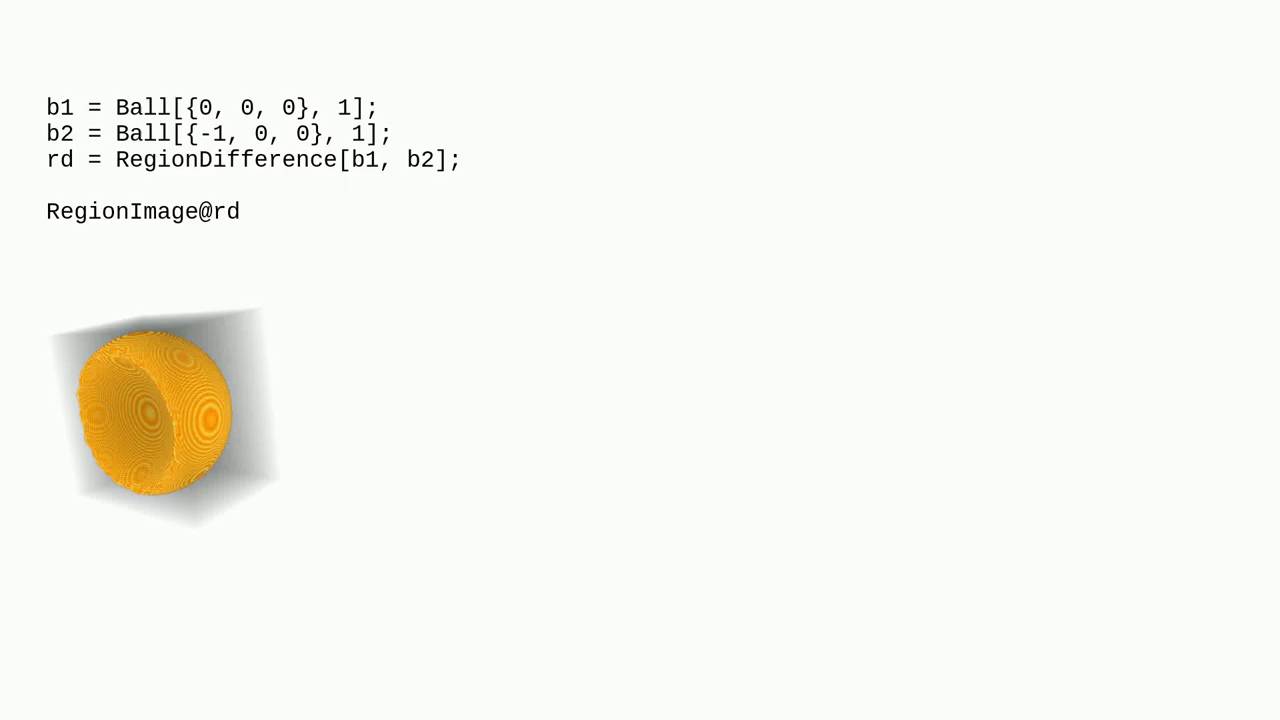 b1 = Ball[{0, 0, 0}, 1];
b2 = Ball[{-1, 0, 0}, 1];
rd = RegionDifference[b1, b2];
RegionImage@rd